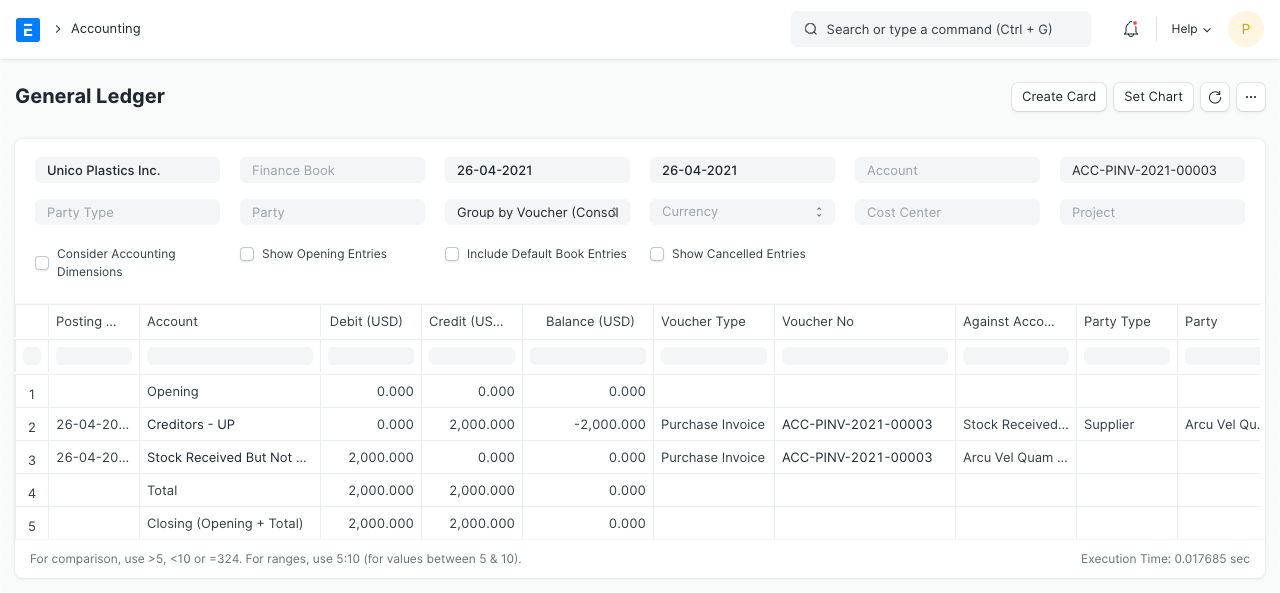 E > Accounting
Search or type a command (Ctrl + G)
Help
P
General Ledger
Create Card
Set Chart
...
Unico Plastics Inc.
Finance Book
26-04-2021
26-04-2021
Account
ACC-PINV-2021-00003
Party Type
Party
Group by Voucher (Consol
Currency
Cost Center
Project
Consider Accounting
Dimensions
Show Opening Entries
Include Default Book Entries
Show Cancelled Entries
Posting ... Account Debit (USD) Credit (US... Balance (USD) Voucher Type Voucher No Against Acco... Party Type Party
1 Opening 0.000 0.000 0.000
2 26-04-20... Creditors - UP 0.000 2,000.000 -2,000.000 Purchase Invoice ACC-PINV-2021-00003 Stock Received... Supplier Arcu Vel Qu.
3 26-04-20... Stock Received But Not ... 2,000.000 0.000 0.000 Purchase Invoice ACC-PINV-2021-00003 Arcu Vel Quam ...
4 Total 2,000.000 2,000.000 0.000
5 Closing (Opening + Total) 2,000.000 2,000.000 0.000
For comparison, use >5, <10 or =324. For ranges, use 5:10 (for values between 5 & 10).
Execution Time: 0.017685 sec